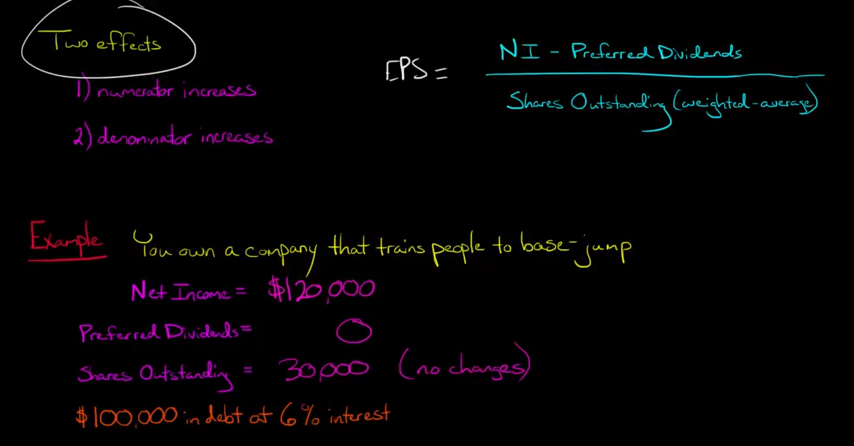 Two effects
1) numerator increases
2) denominator increases
EPS = NI - Preferred Dividends
Shares Outstanding (weighted-average)
Example You own a company that trains people to base-jump
Net Income = $120,000
Preferred Dividends = 0
Shares Outstanding = 30,000 (no changes)
$100,000 in debt at 6% interest